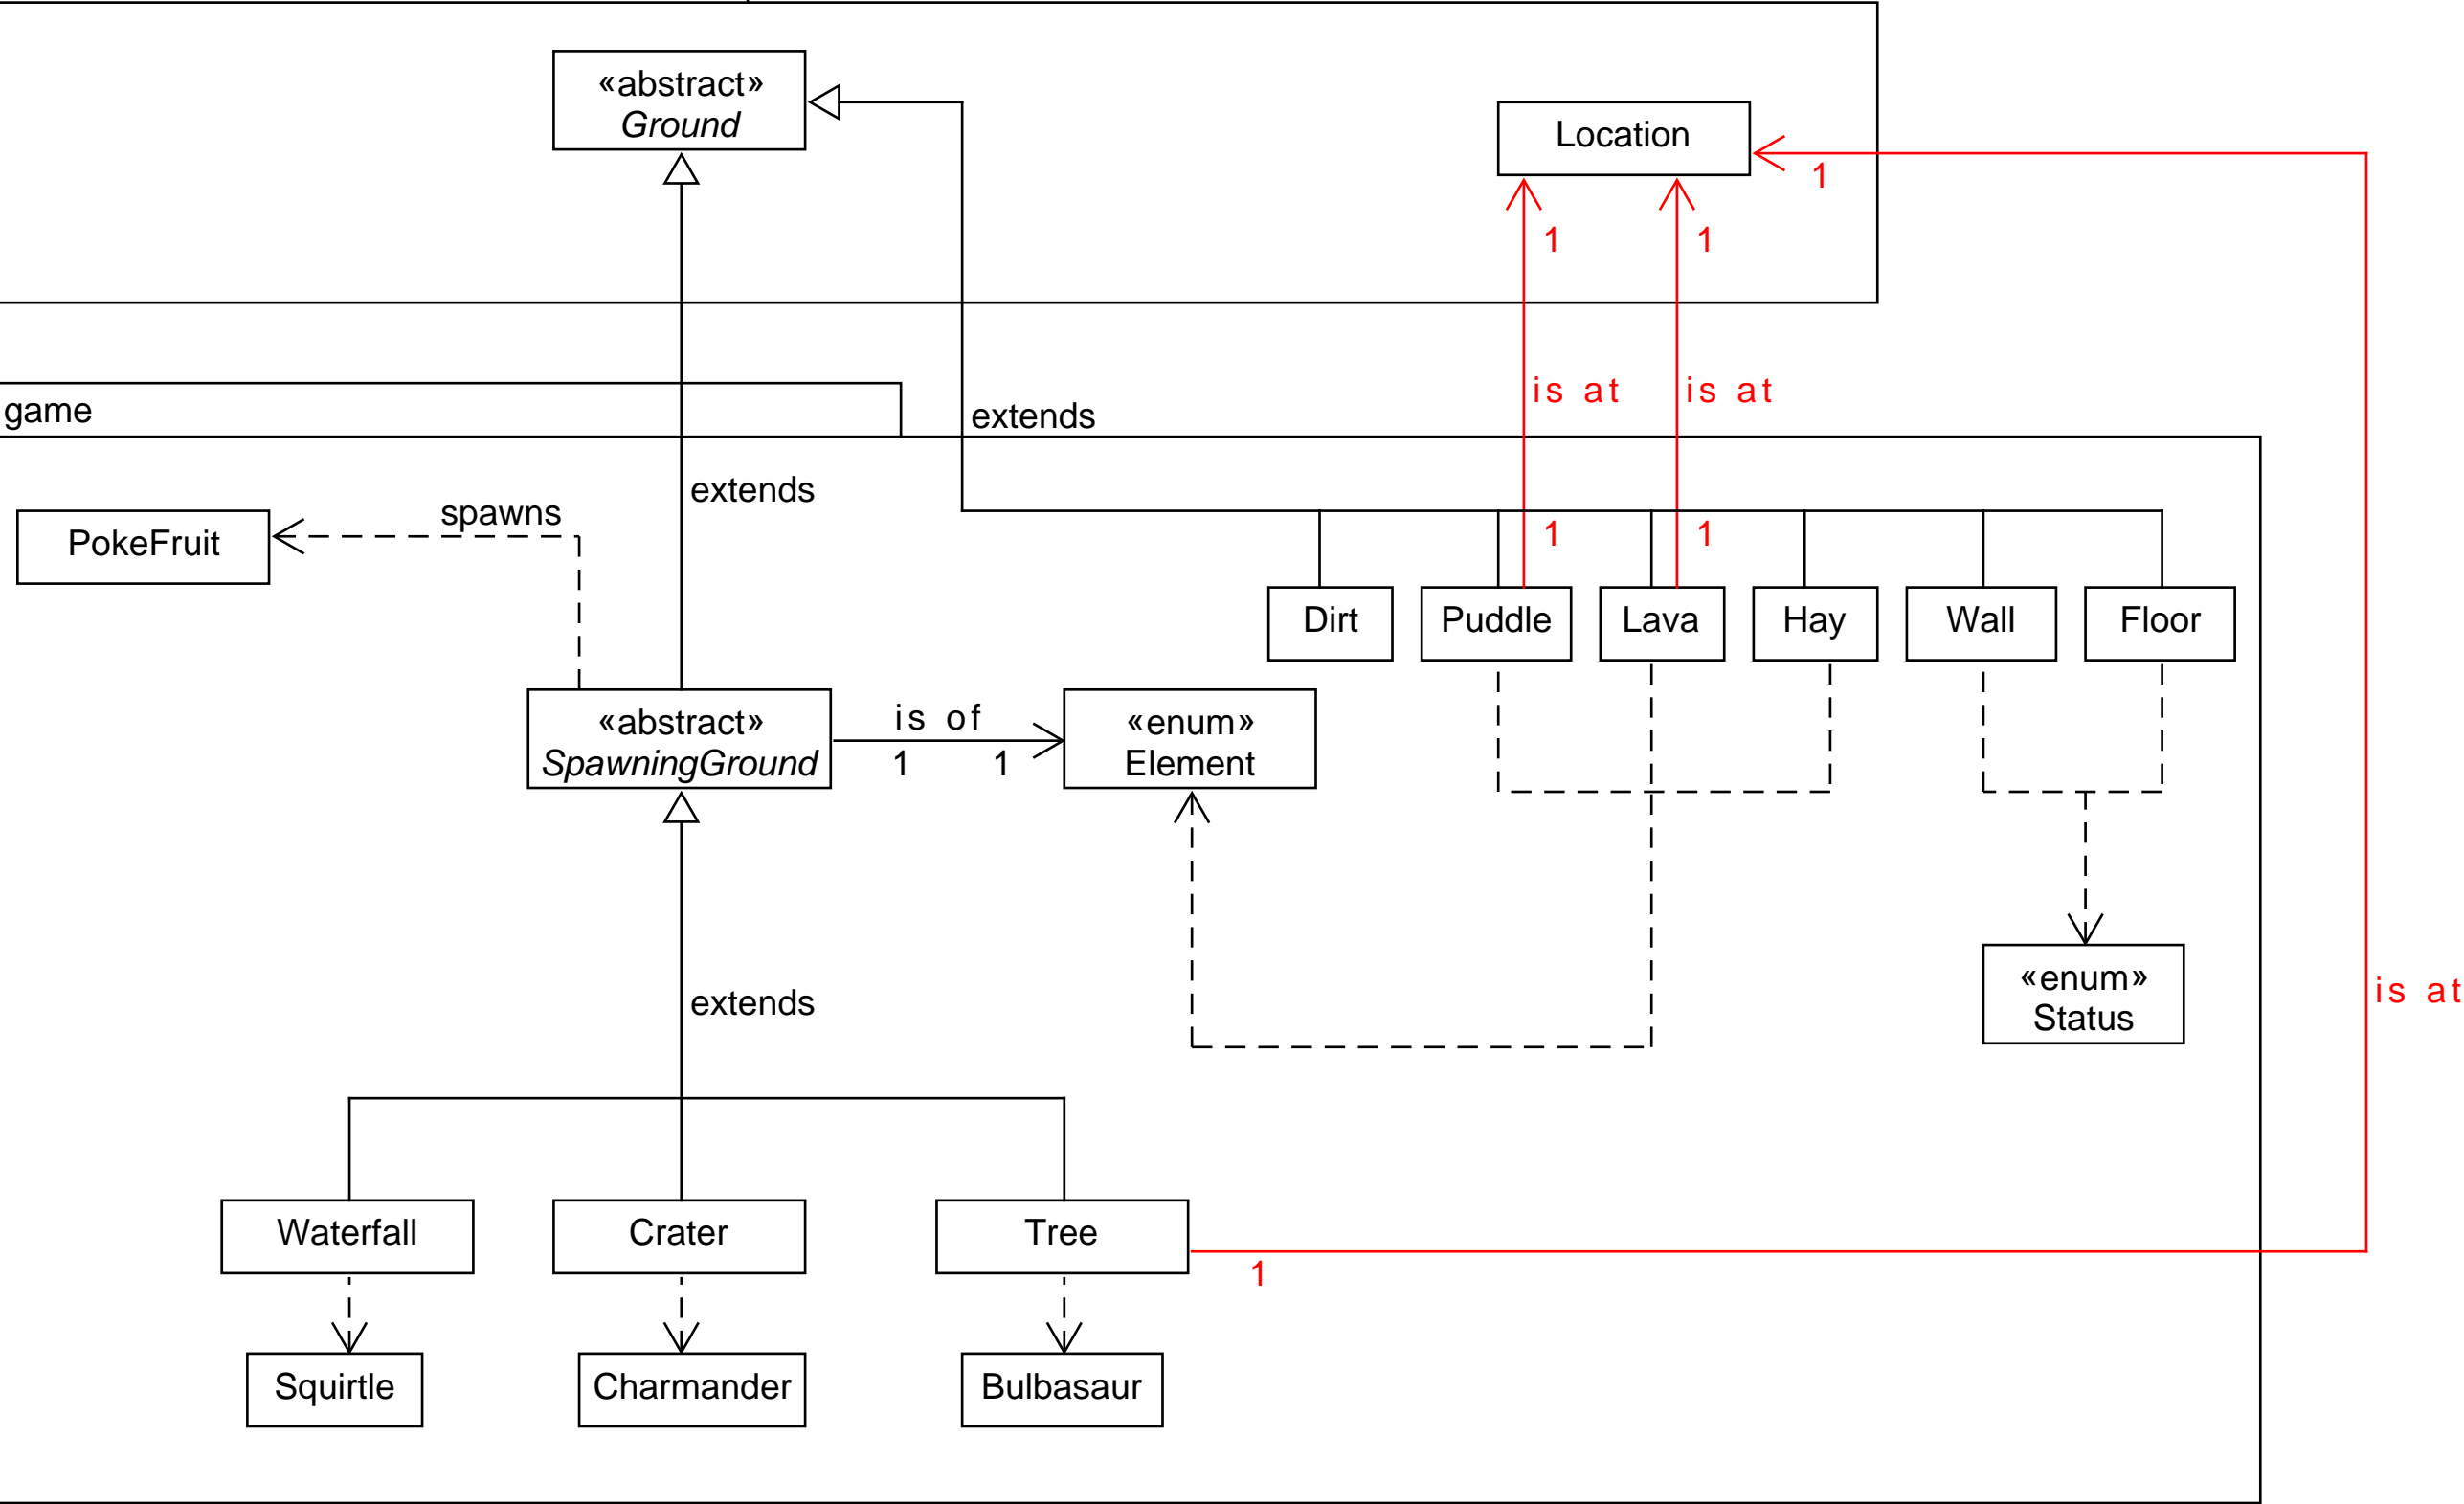 «abstract»
Ground
Location
1
1
1
is at
is at
game
extends
extends
spawns
PokeFruit
1
1
Dirt
Puddle
Lava
Hay
Wall
Floor
«abstract»
SpawningGround
is of
1
1
«enum»
Element
«enum»
Status
is at
extends
Waterfall
Crater
Tree
1
Squirtle
Charmander
Bulbasaur